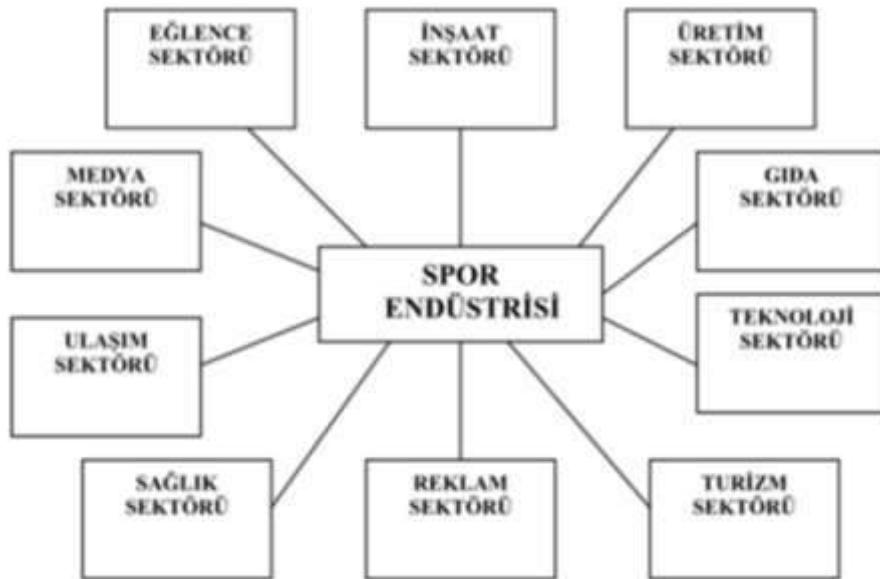 EĞLENCE
SEKTÖRÜ
İNŞAAT
SEKTÖRÜ
ÜRETİM
SEKTÖRÜ
MEDYA
SEKTÖRÜ
GIDA
SEKTÖRÜ
SPOR
ENDÜSTRİSİ
ULAŞIM
SEKTÖRÜ
TEKNOLOJİ
SEKTÖRÜ
SAĞLIK
SEKTÖRÜ
REKLAM
SEKTÖRÜ
TURİZM
SEKTÖRÜ